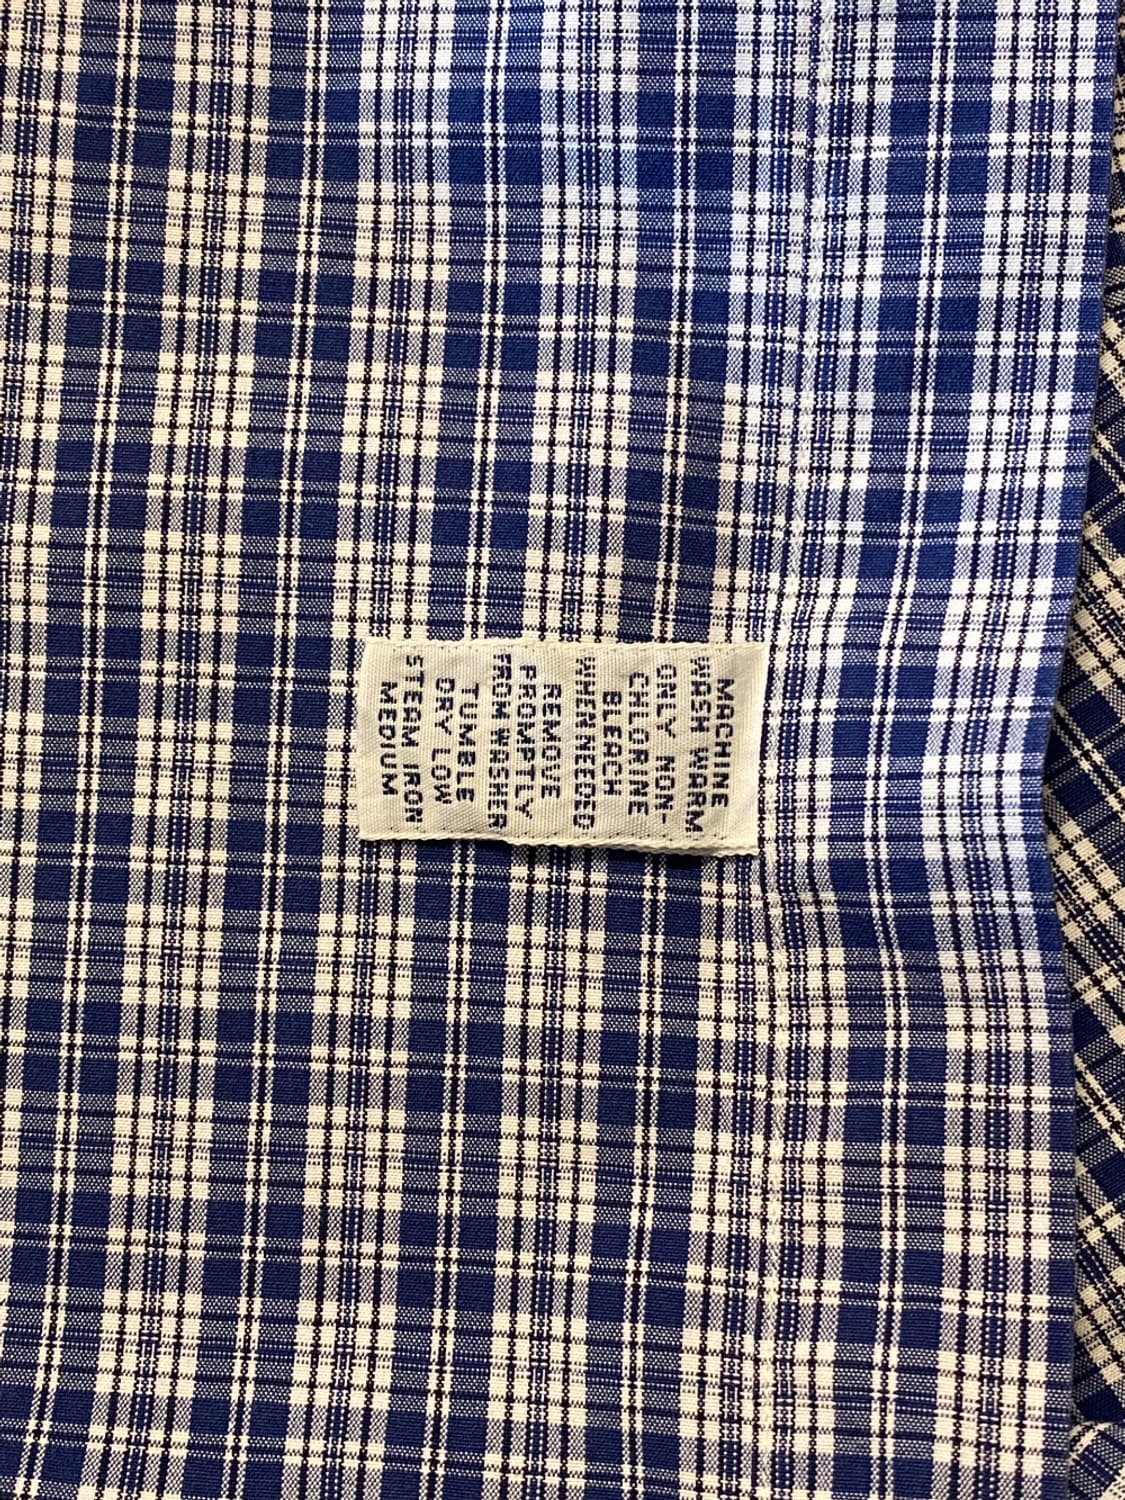 MACHINE
WASH WARM
ONLY NON-
CHLORINE
BLEACH
WHEN NEEDED
REMOVE
PROMPTLY
FROM WASHER
TUMBLE
DRY LOW
STEAM IRON
MEDIUM